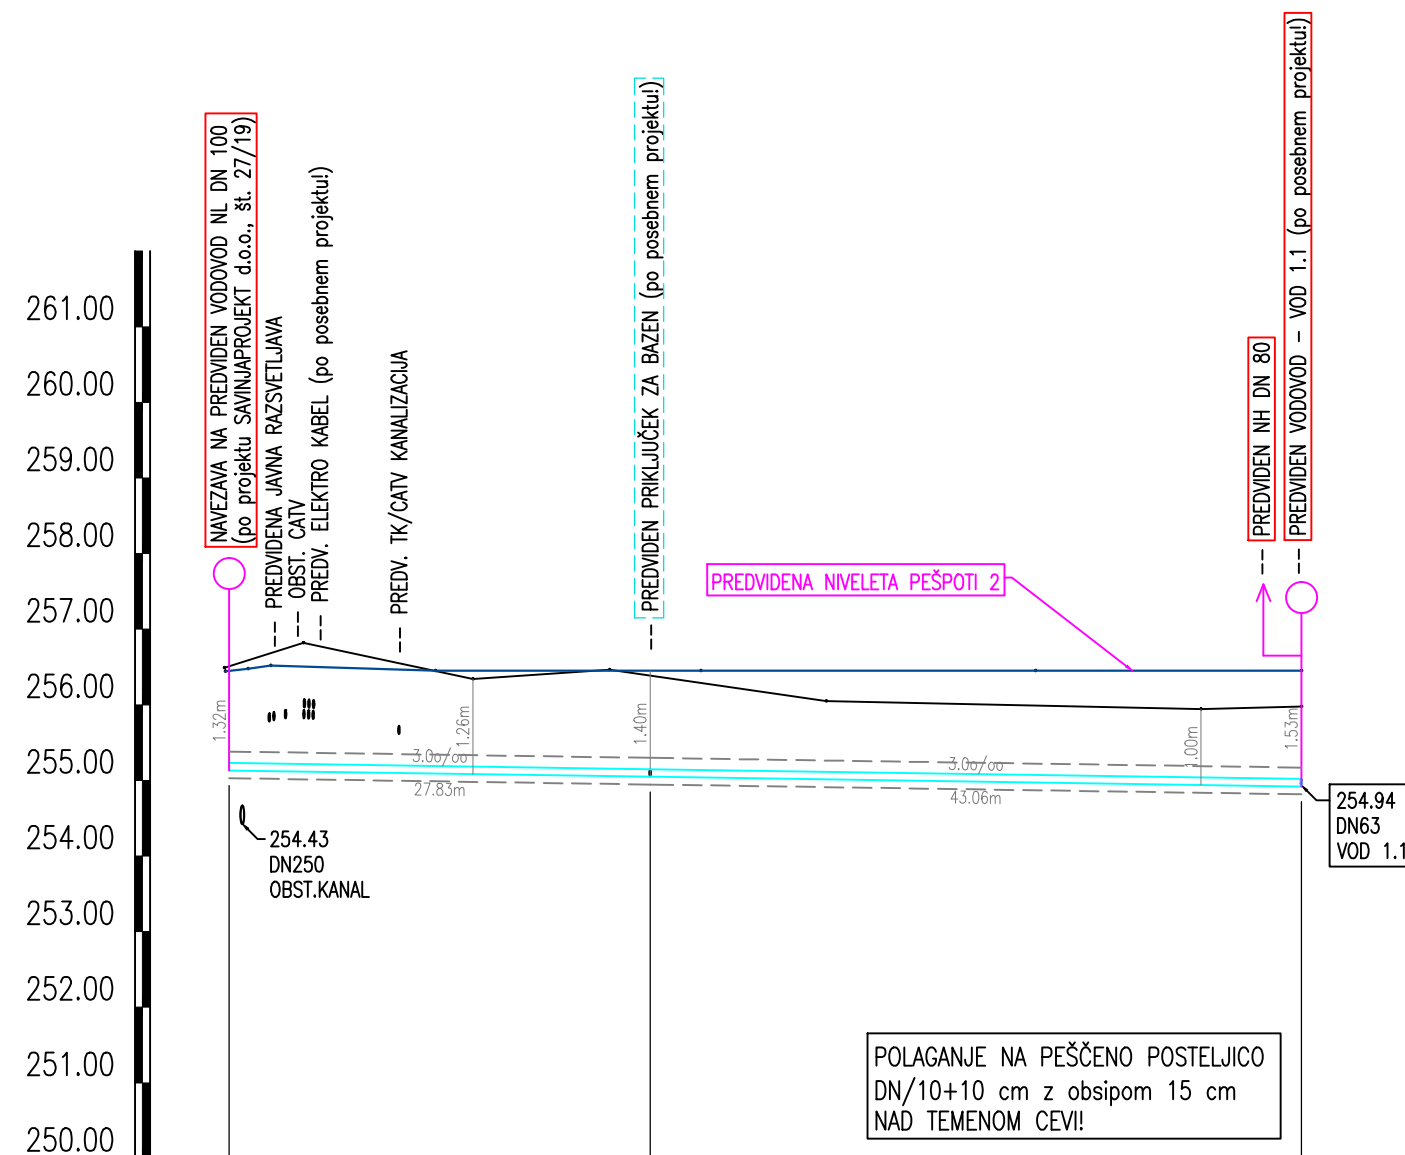 NAVEZAVA NA PREDVIDEN VODOVOD NL DN 100
(po projektu SAVINJAPROJEKT d.o.o., št. 27/19)
PREDVIDENA JAVNA RAZSVETLJAVA
OBST. CATV
PREDV. ELEKTRO KABEL (po posebnem projektu!)
PREDV. TK/CATV KANALIZACIJA
PREDVIDEN PRIKLJUČEK ZA BAZEN (po posebnem projektu!)
PREDVIDEN NH DN 80
PREDVIDEN VODOVOD - VOD 1.1 (po posebnem projektu!)
PREDVIDENA NIVELETA PEŠPOTI 2
261.00
260.00
259.00
258.00
257.00
256.00
255.00
254.00
253.00
252.00
251.00
250.00
1.32m
1.26m
1.40m
1.00m
1.53m
3.0o/oo
27.83m
3.0o/oo
43.06m
254.43
DN250
OBST.KANAL
254.94
DN63
VOD 1.1
POLAGANJE NA PEŠČENO POSTELJICO
DN/10+10 cm z obsipom 15 cm
NAD TEMENOM CEVI!